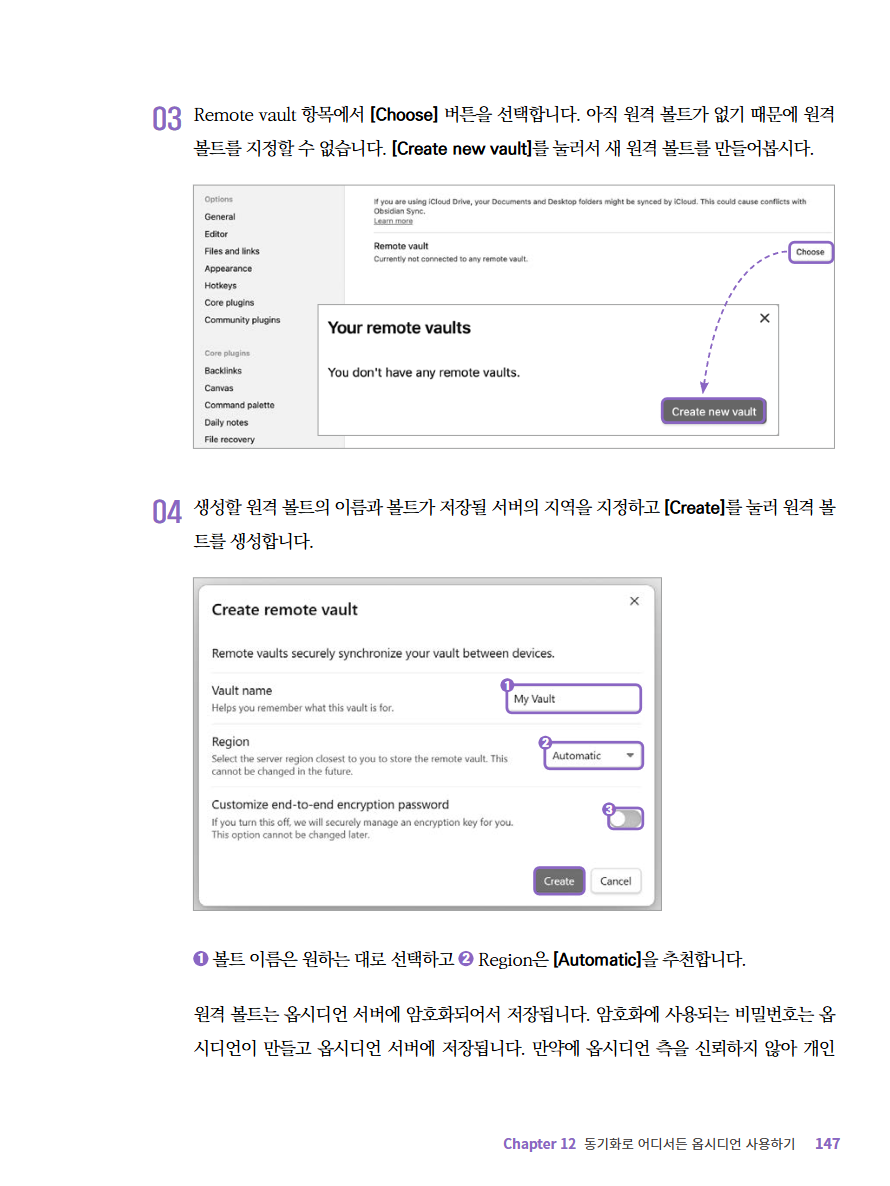 03 Remote vault 항목에서 [Choose] 버튼을 선택합니다. 아직 원격 볼트가 없기 때문에 원격
볼트를 지정할 수 없습니다. [Create new vault]를 눌러서 새 원격 볼트를 만들어봅시다.
Options
General
Editor
Files and links
Appearance
Hotkeys
Core plugins
Community plugins
Core plugins
Backlinks
Canvas
Command palette
Daily notes
File recovery
If you are using iCloud Drive, your Documents and Desktop folders might be synced by iCloud. This could cause conflicts with
Obsidian Sync.
Learn more
Remote vault
Currently not connected to any remote vault.
Choose
Your remote vaults
You don't have any remote vaults.
Create new vault
04 생성할 원격 볼트의 이름과 볼트가 저장될 서버의 지역을 지정하고 [Create]를 눌러 원격 볼
트를 생성합니다.
Create remote vault
Remote vaults securely synchronize your vault between devices.
Vault name
Helps you remember what this vault is for.
❶
My Vault
Region
Select the server region closest to you to store the remote vault. This
cannot be changed in the future.
❷
Automatic
Customize end-to-end encryption password
If you turn this off, we will securely manage an encryption key for you.
This option cannot be changed later.
❸
Create Cancel
❶ 볼트 이름은 원하는 대로 선택하고 ❷ Region은 [Automatic]을 추천합니다.
원격 볼트는 옵시디언 서버에 암호화되어서 저장됩니다. 암호화에 사용되는 비밀번호는 옵
시디언이 만들고 옵시디언 서버에 저장됩니다. 만약에 옵시디언 측을 신뢰하지 않아 개인
Chapter 12 동기화로 어디서든 옵시디언 사용하기 147